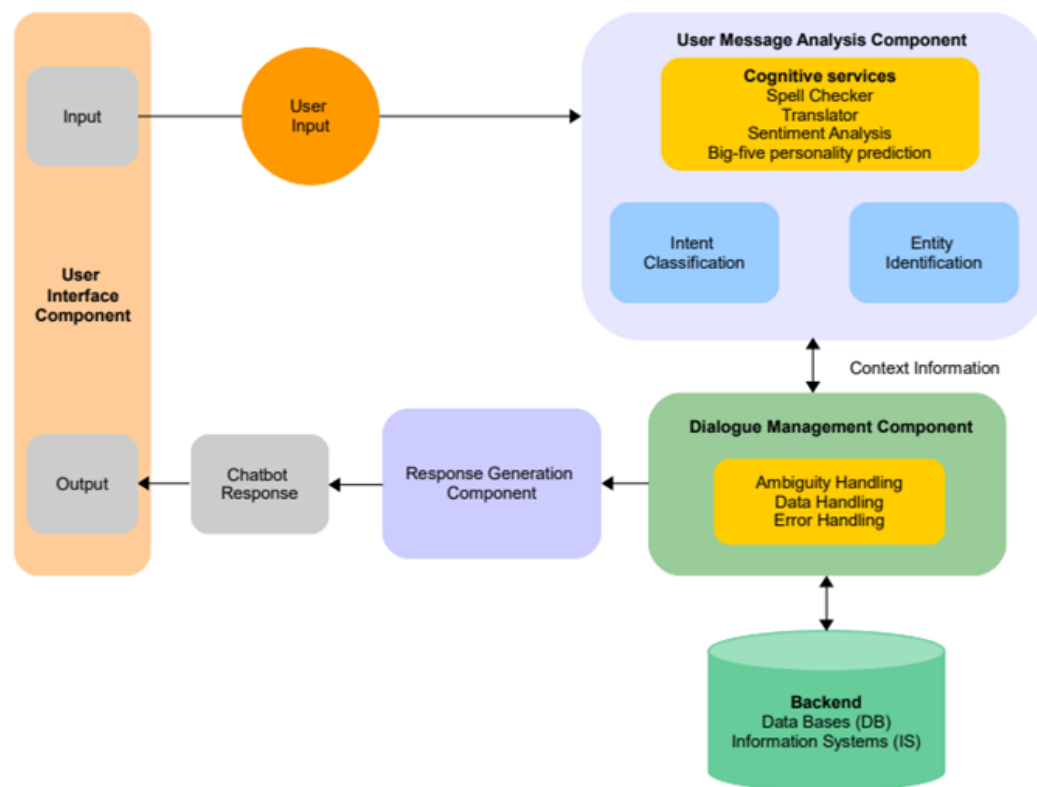 User Message Analysis Component
Cognitive services
Spell Checker
Translator
Sentiment Analysis
Big-five personality prediction
Input
User
Input
Intent
Classification
Entity
Identification
User
Interface
Component
Context Information
Dialogue Management Component
Ambiguity Handling
Data Handling
Error Handling
Response Generation
Component
Chatbot
Response
Output
Backend
Data Bases (DB)
Information Systems (IS)